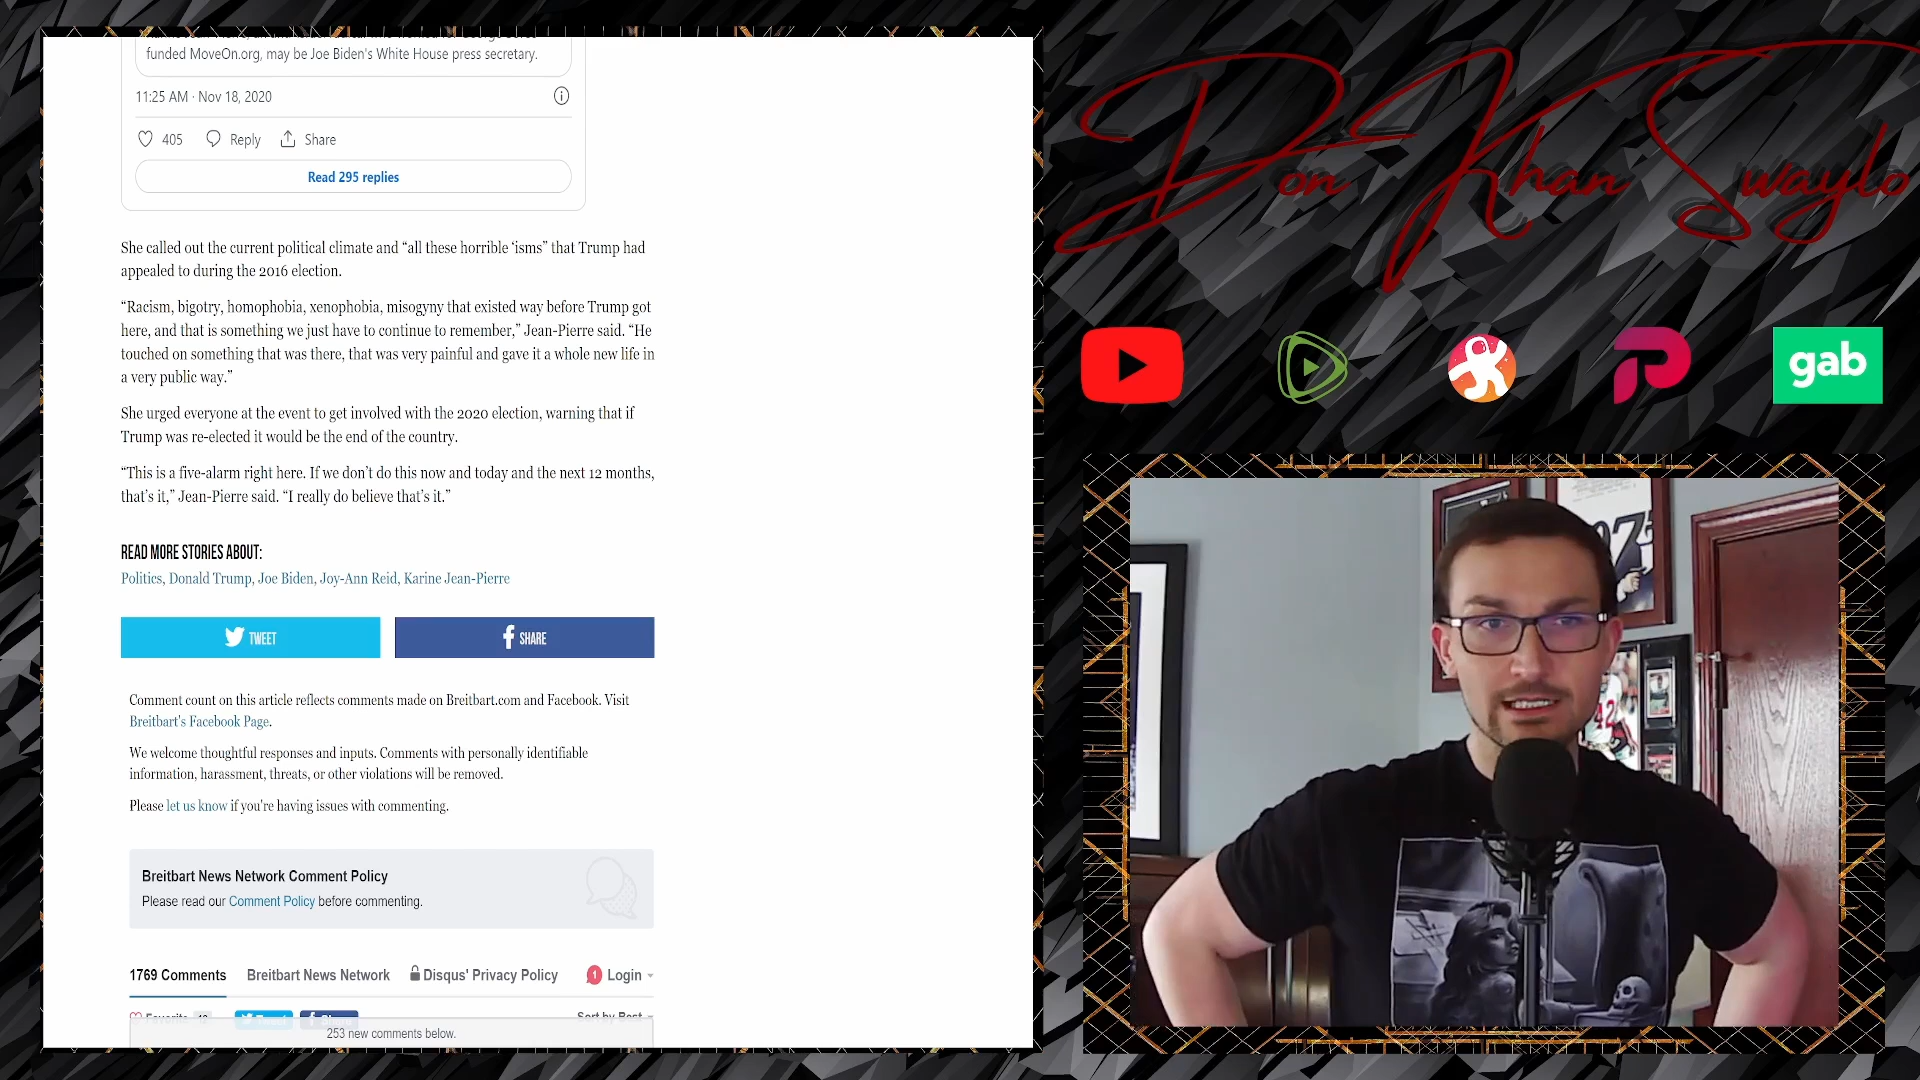 funded MoveOn.org, may be Joe Biden's White House press secretary.
11:25 AM · Nov 18, 2020
405 Reply Share
Read 295 replies
She called out the current political climate and “all these horrible ‘isms” that Trump had
appealed to during the 2016 election.
“Racism, bigotry, homophobia, xenophobia, misogyny that existed way before Trump got
here, and that is something we just have to continue to remember,” Jean-Pierre said. “He
touched on something that was there, that was very painful and gave it a whole new life in
a very public way.”
She urged everyone at the event to get involved with the 2020 election, warning that if
Trump was re-elected it would be the end of the country.
“This is a five-alarm right here. If we don’t do this now and today and the next 12 months,
that’s it,” Jean-Pierre said. “I really do believe that’s it.”
READ MORE STORIES ABOUT:
Politics, Donald Trump, Joe Biden, Joy-Ann Reid, Karine Jean-Pierre
TWEET SHARE
Comment count on this article reflects comments made on Breitbart.com and Facebook. Visit
Breitbart's Facebook Page.
We welcome thoughtful responses and inputs. Comments with personally identifiable
information, harassment, threats, or other violations will be removed.
Please let us know if you're having issues with commenting.
Breitbart News Network Comment Policy
Please read our Comment Policy before commenting.
1769 Comments Breitbart News Network Disqus' Privacy Policy 1 Login
253 new comments below.
Don Khan Swaylo
gab
42